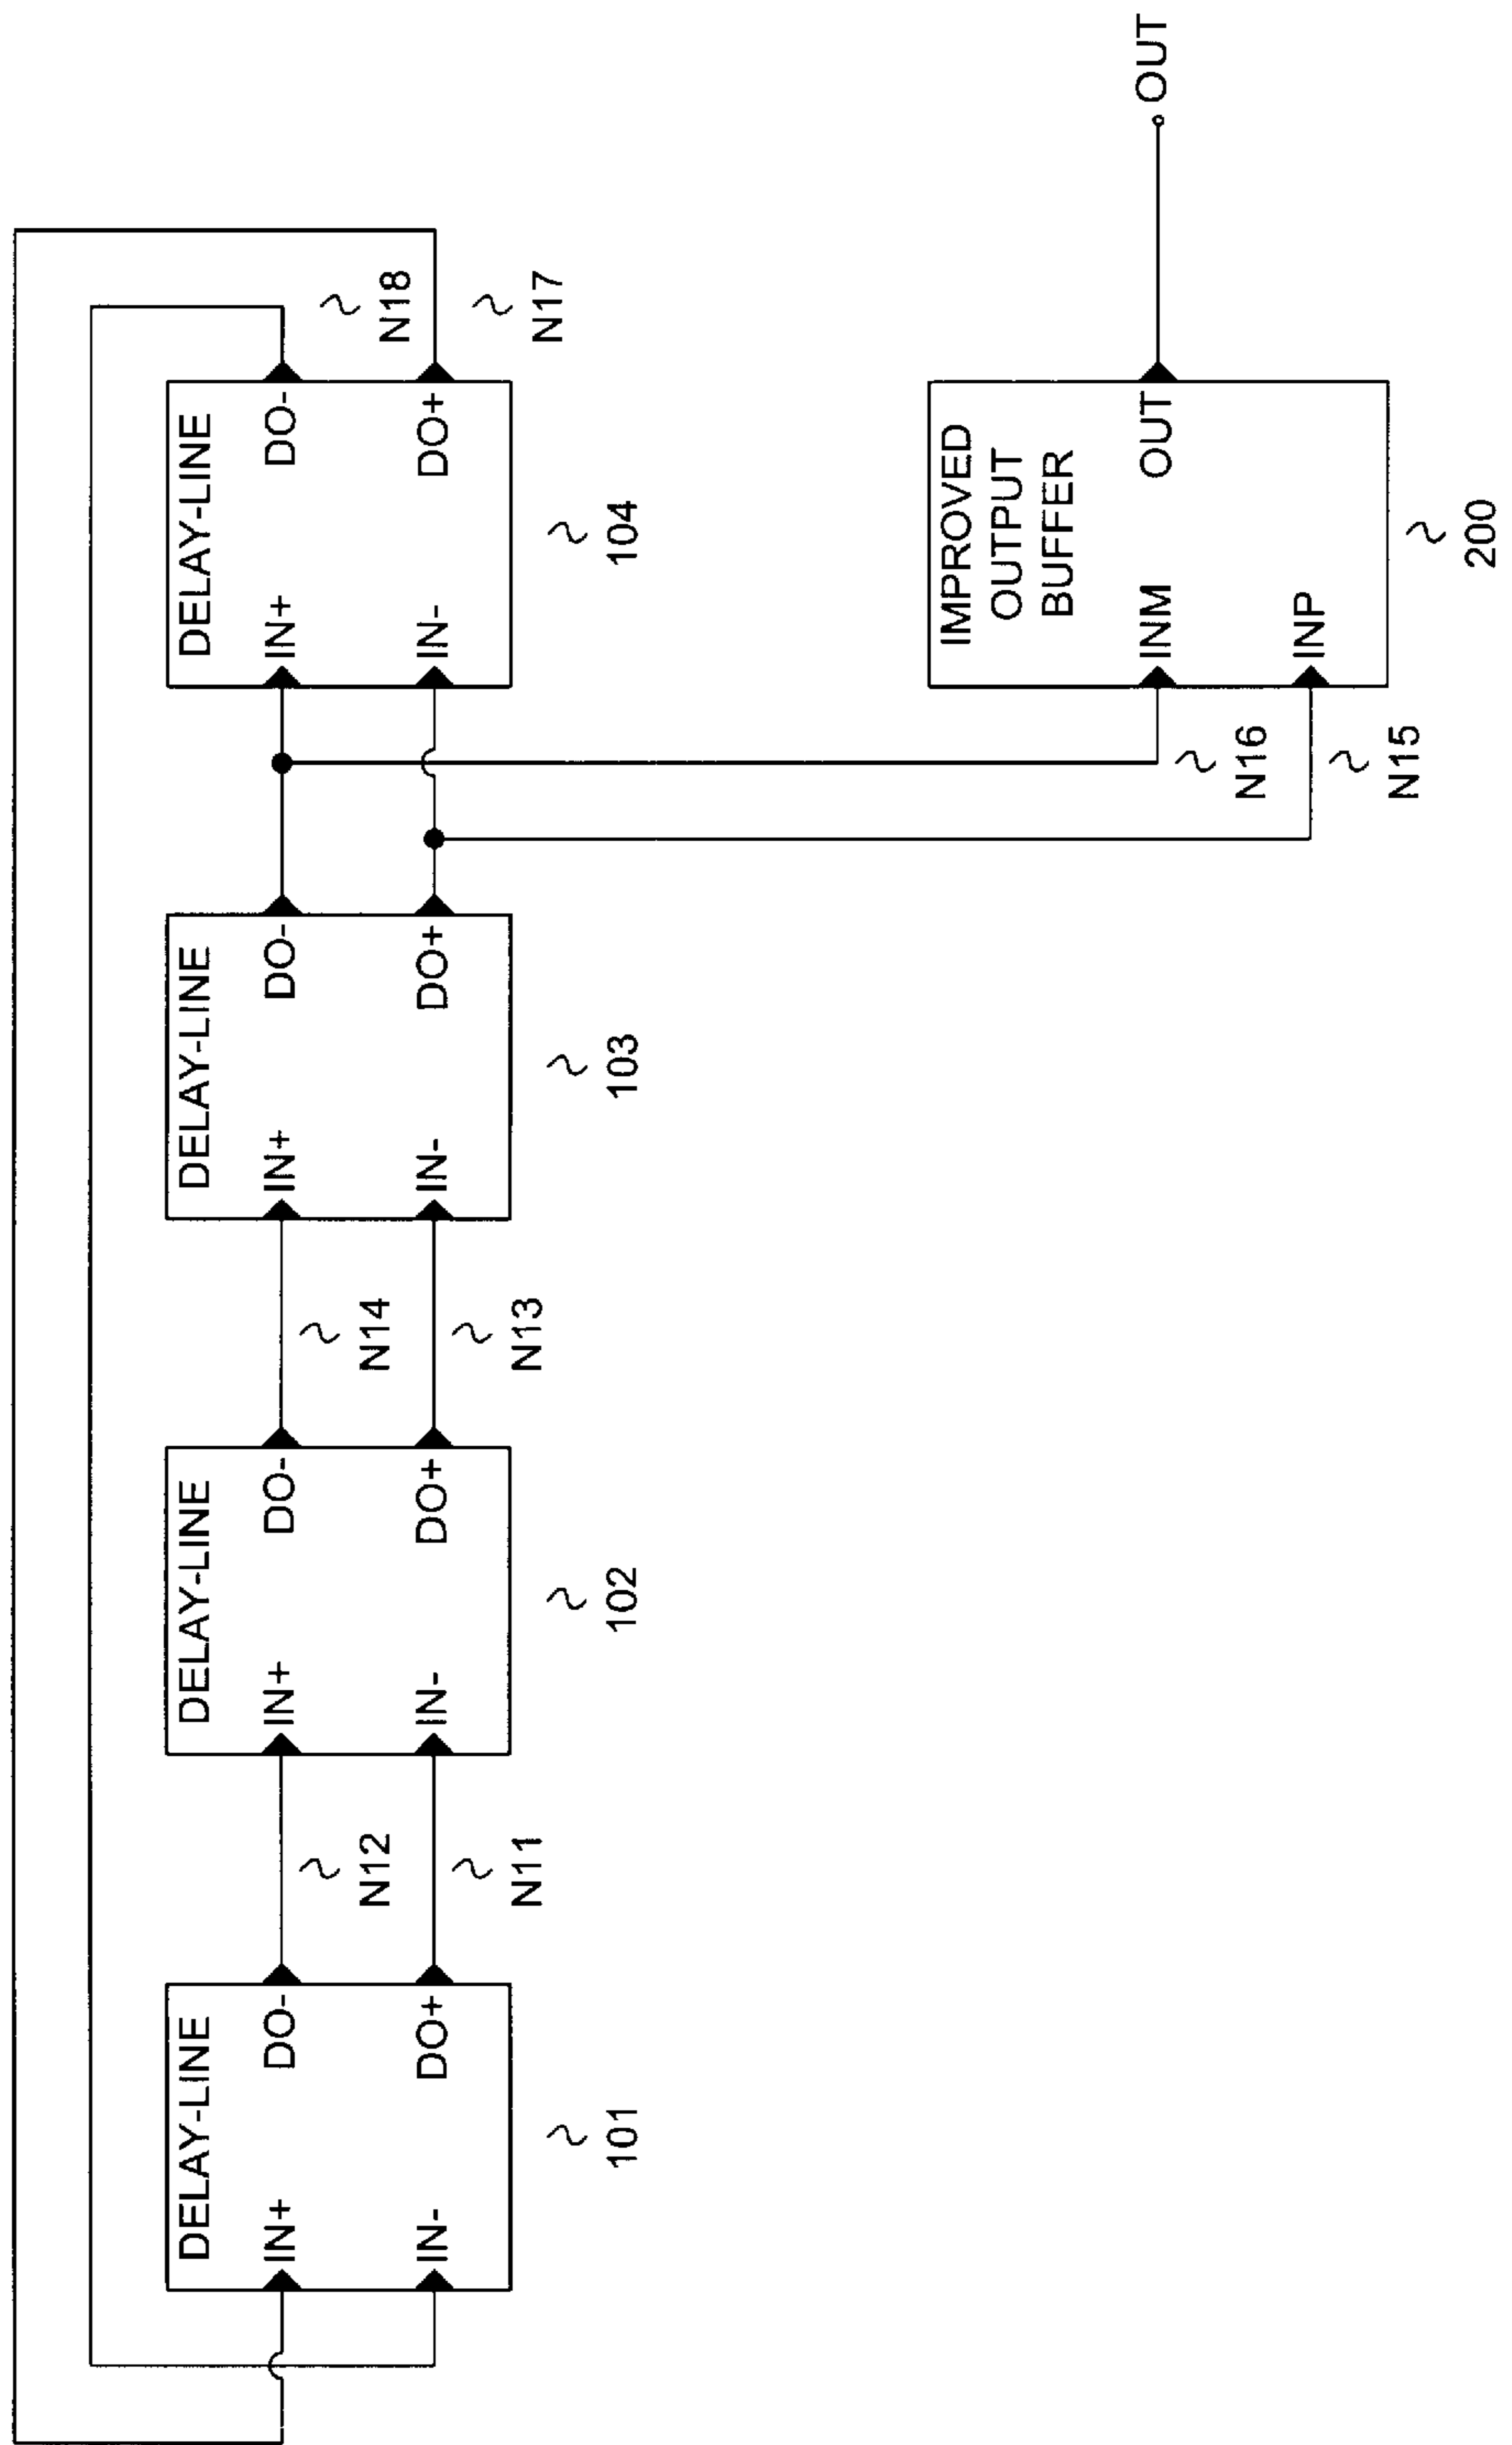 DELAY-LINE
IN+
DO-
IN-
DO+
101
N12
N11
DELAY-LINE
IN+
DO-
IN-
DO+
102
N14
N13
DELAY-LINE
IN+
DO-
IN-
DO+
103
DELAY-LINE
IN+
DO-
IN-
DO+
104
N18
N17
N16
N15
IMPROVED
OUTPUT
BUFFER
INM
OUT
INP
200
OUT